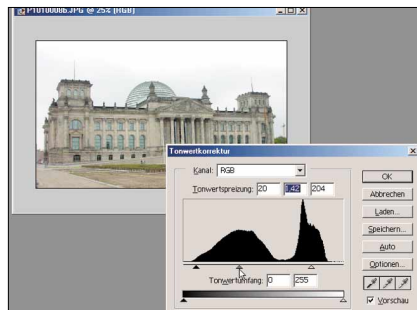 P1010006.JPG @ 25% (RGB)
Tonwertkorrektur
Kanal: RGB
OK
Tonwertspreizung: 20 1,42 204
Abbrechen
Laden...
Speichern...
Auto
Optionen...
Tonwertumfang: 0 255
Vorschau